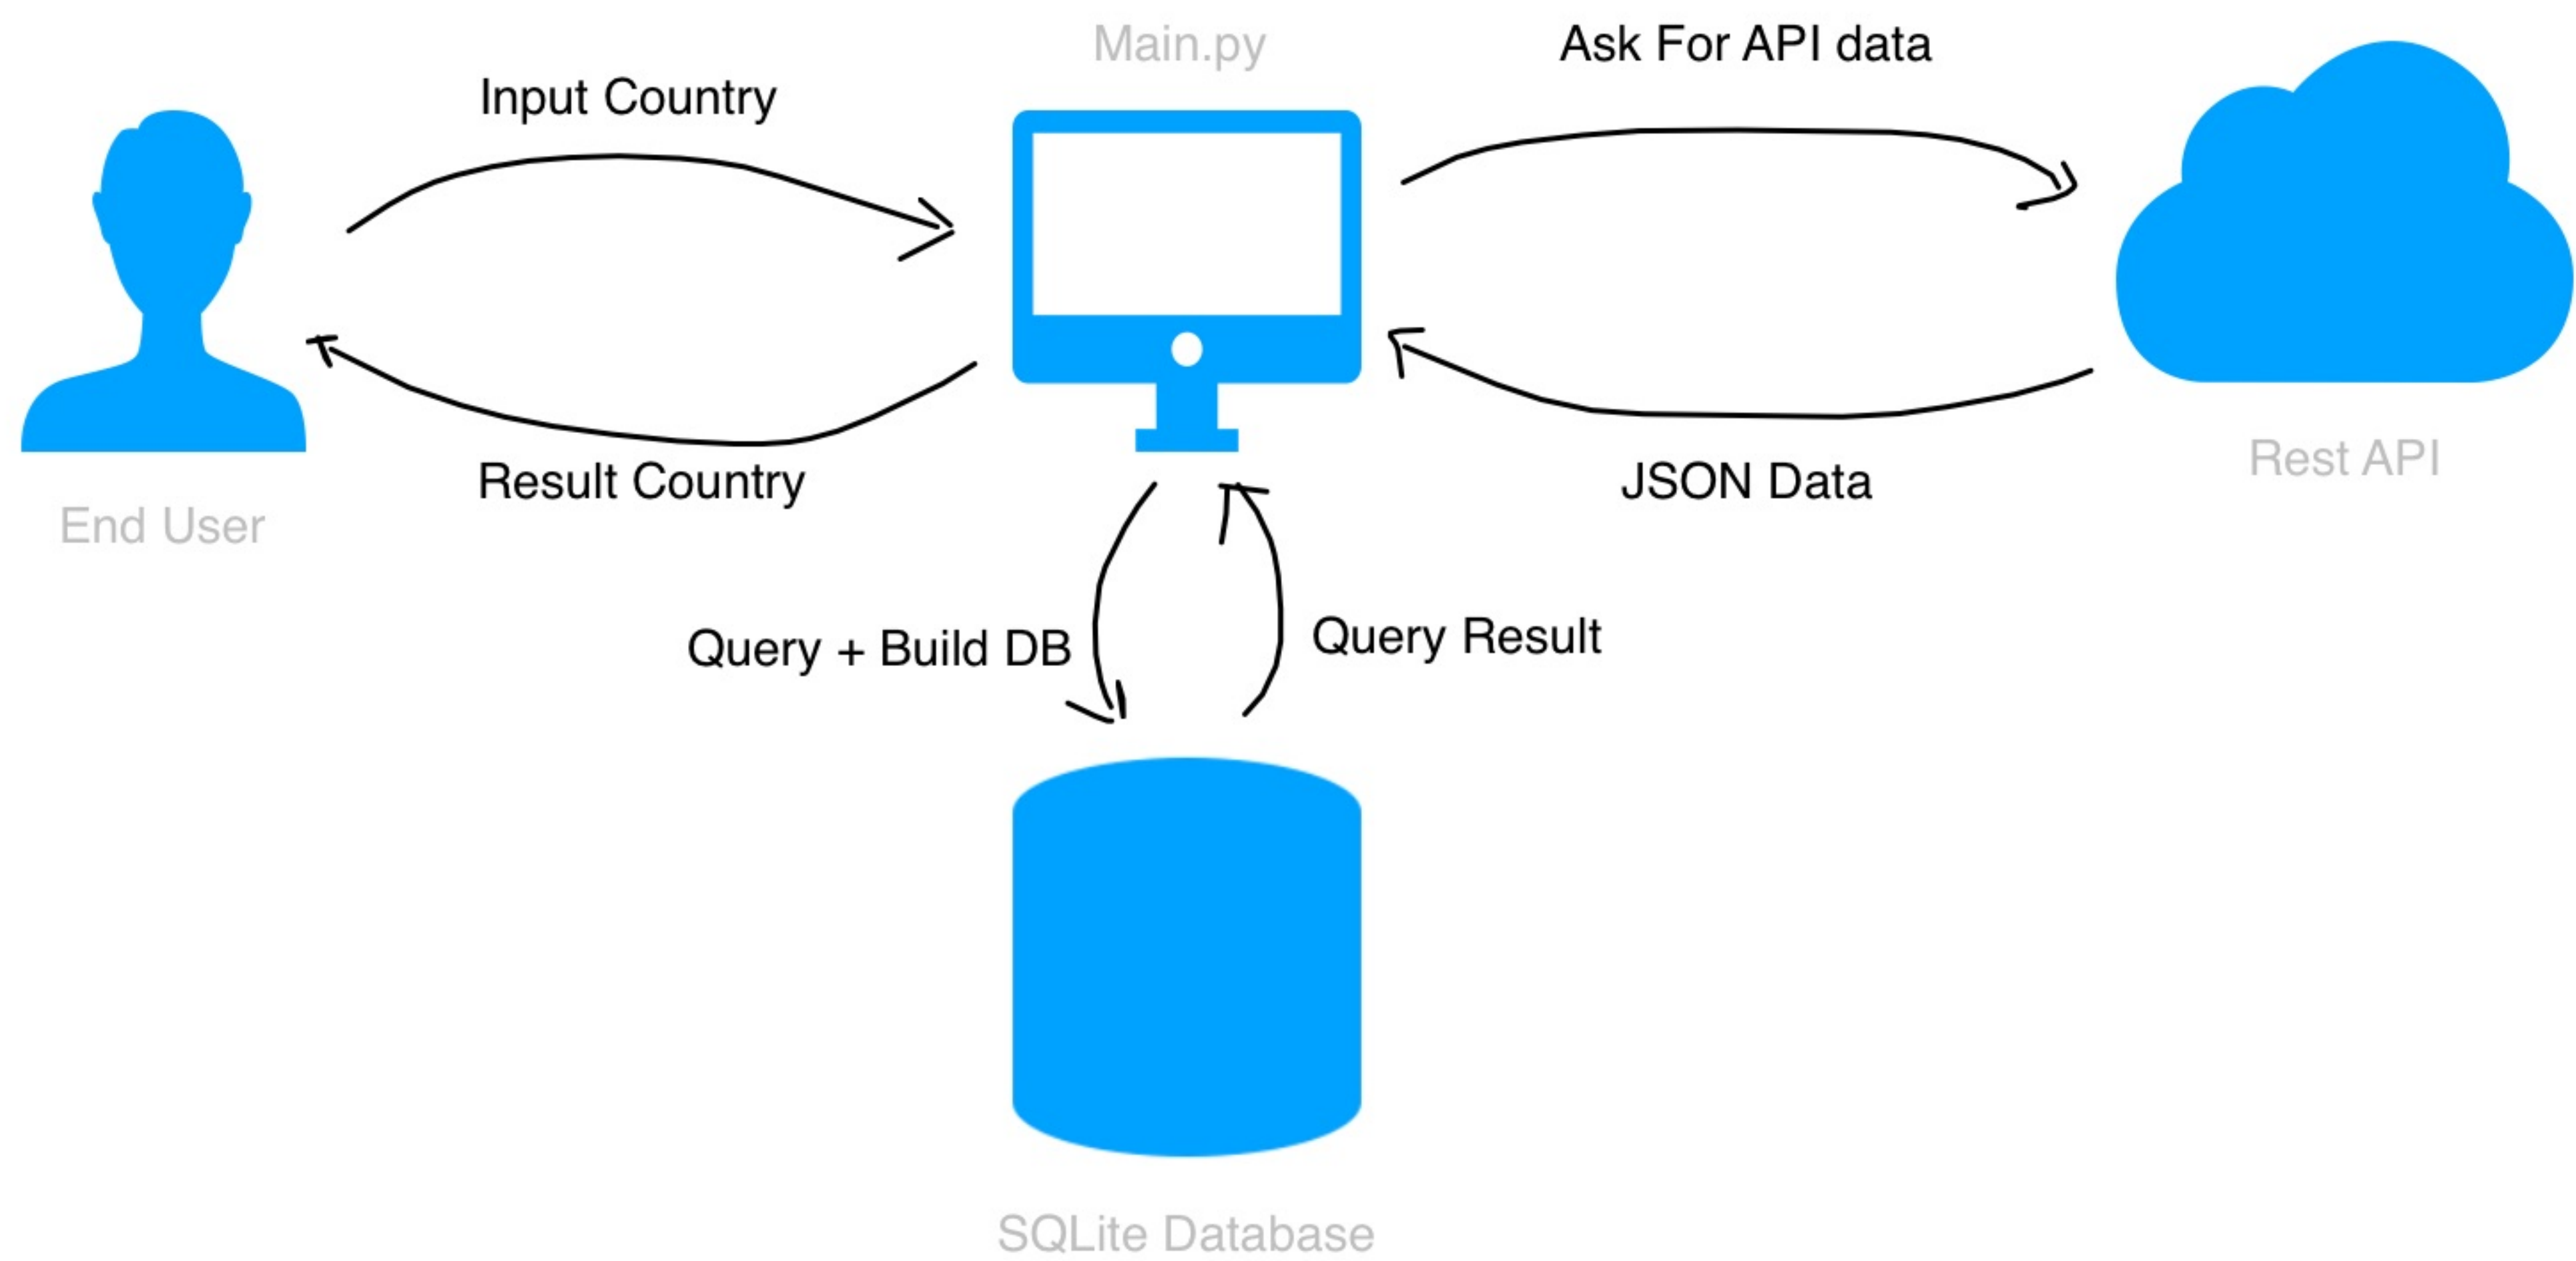 Main.py
Ask For API data
Input Country
Result Country
JSON Data
Rest API
End User
Query + Build DB
Query Result
SQLite Database